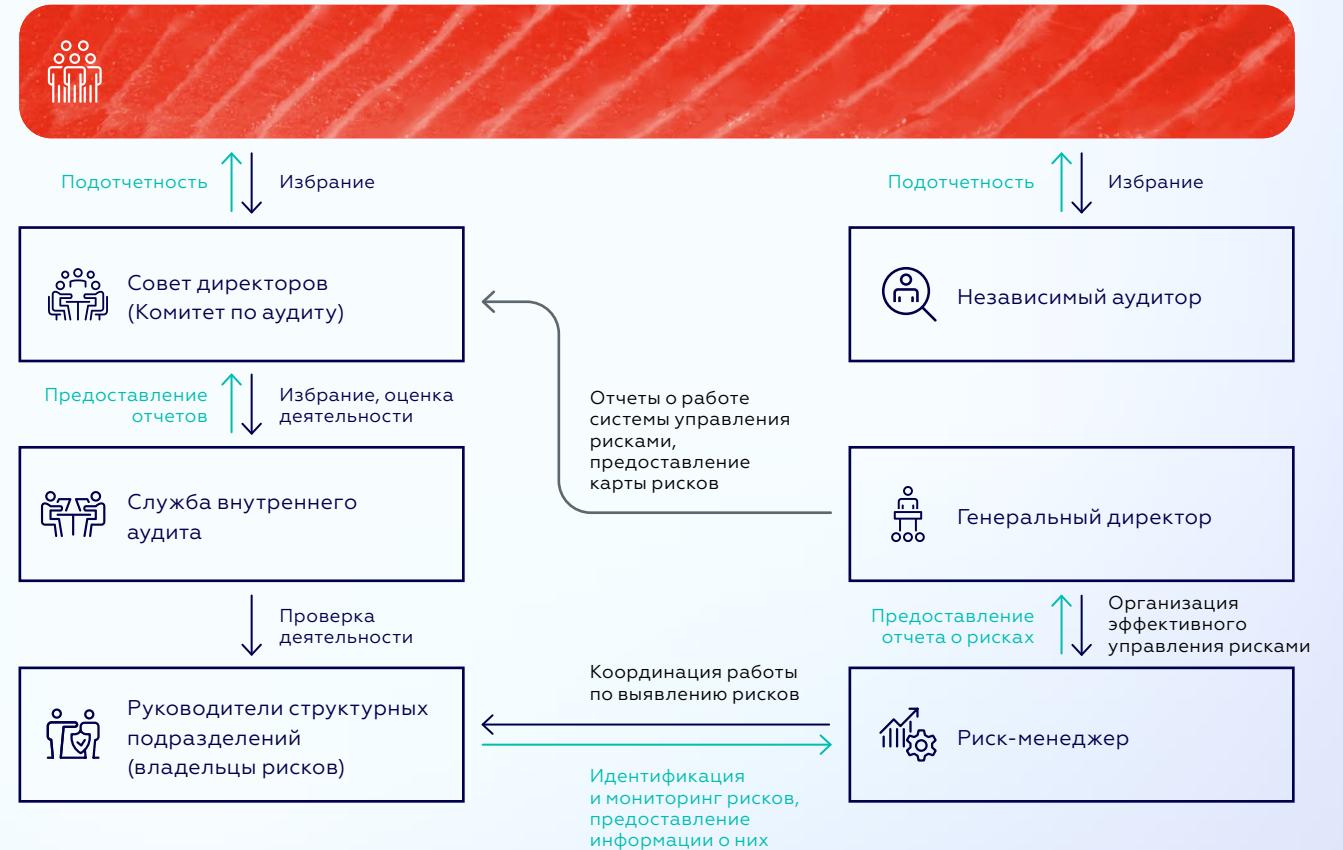 Подотчетность
Избрание
Подотчетность
Избрание
Совет директоров
(Комитет по аудиту)
Независимый аудитор
Предоставление
отчетов
Избрание, оценка
деятельности
Отчеты о работе
системы управления
рисками,
предоставление
карты рисков
Служба внутреннего
аудита
Генеральный директор
Проверка
деятельности
Предоставление
отчета о рисках
Организация
эффективного
управления рисками
Координация работы
по выявлению рисков
Руководители структурных
подразделений
(владельцы рисков)
Риск-менеджер
Идентификация
и мониторинг рисков,
предоставление
информации о них